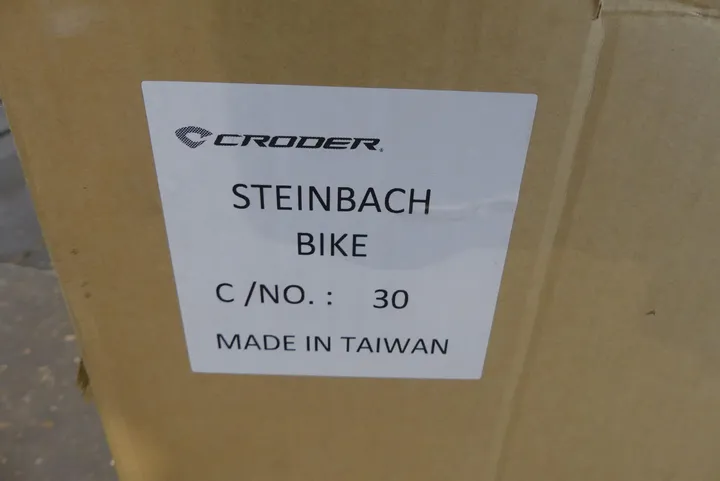 CRODER®
STEINBACH
BIKE
C /NO. : 30
MADE IN TAIWAN